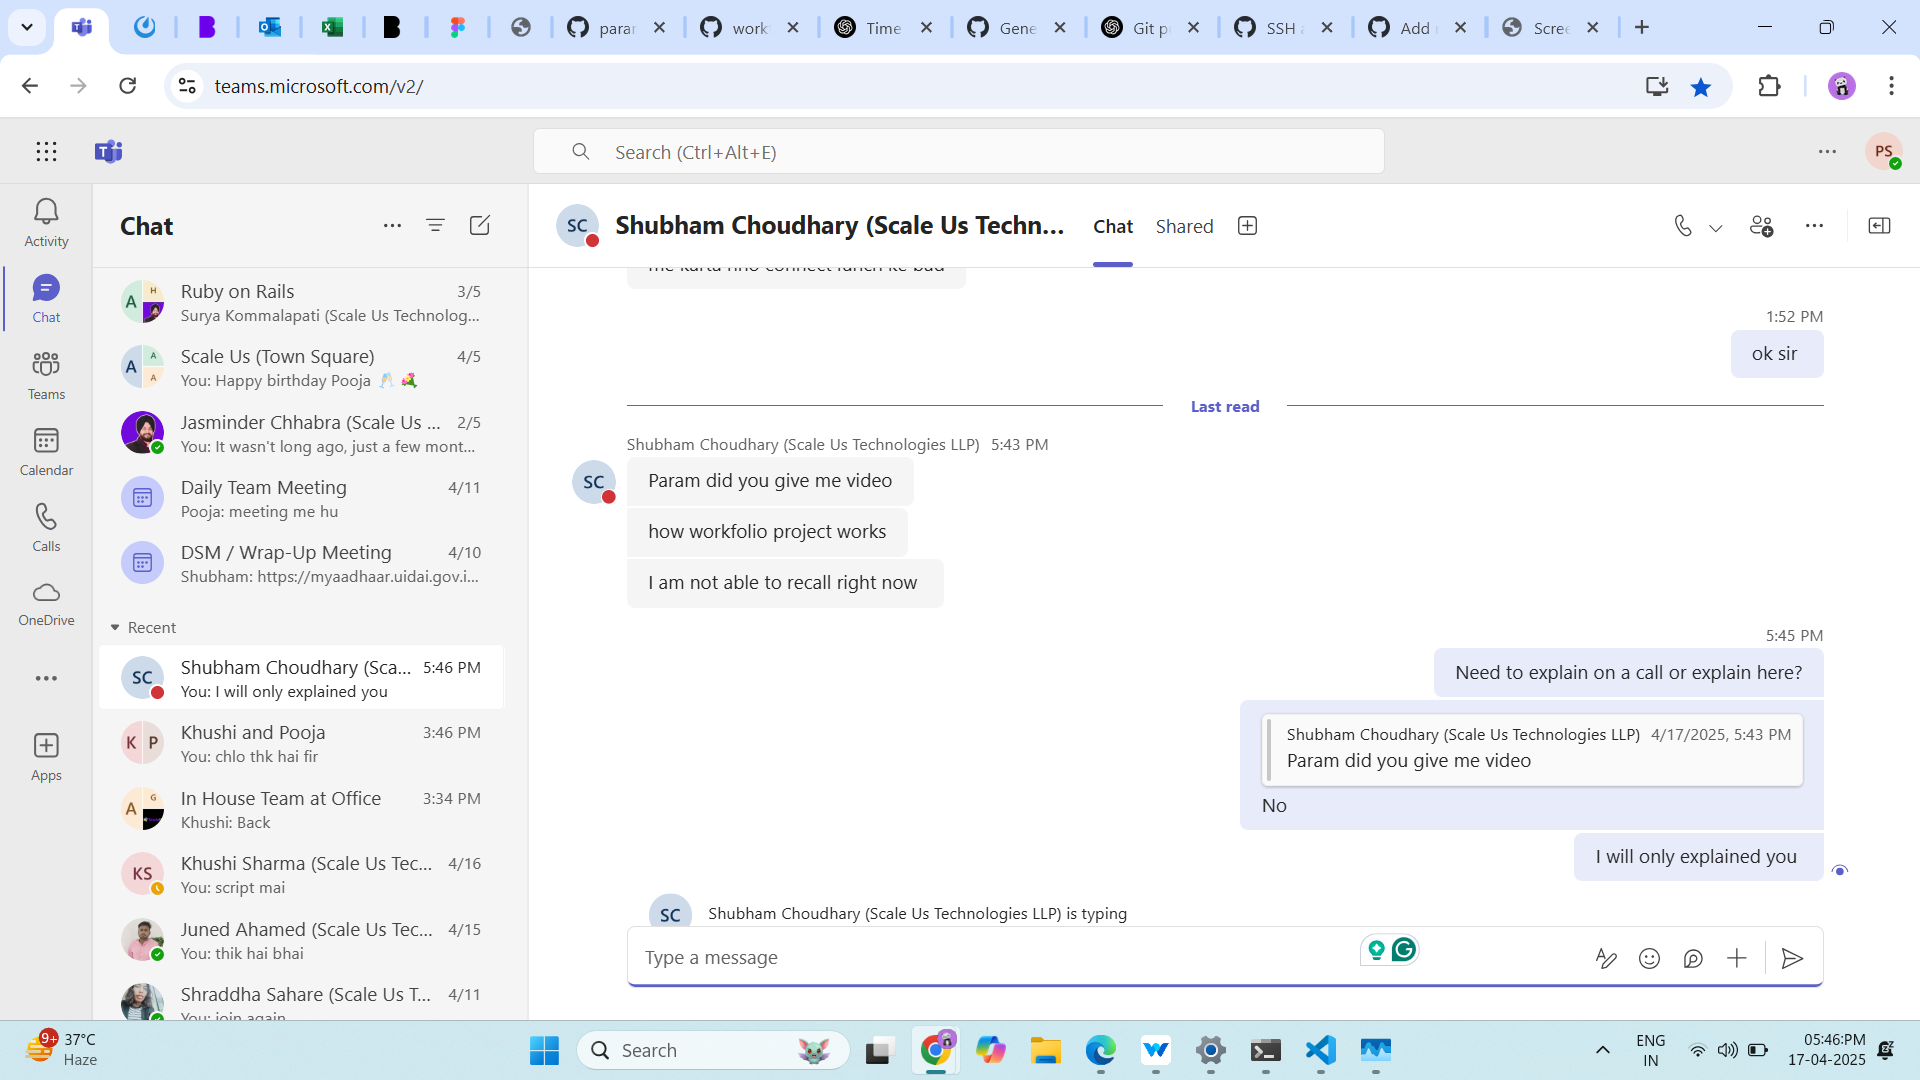 param
work
Time
Gene
Git p
SSH a
Add
Scree
teams.microsoft.com/v2/
Search (Ctrl+Alt+E)
PS
Activity
Chat
Teams
Calendar
Calls
OneDrive
Apps
Chat
Ruby on Rails 3/5
Surya Kommalapati (Scale Us Technolog...
Scale Us (Town Square) 4/5
You: Happy birthday Pooja 🥂 💐
Jasminder Chhabra (Scale Us ... 2/5
You: It wasn't long ago, just a few mont...
Daily Team Meeting 4/11
Pooja: meeting me hu
DSM / Wrap-Up Meeting 4/10
Shubham: https://myaadhaar.uidai.gov.i...
Recent
SC
Shubham Choudhary (Sca... 5:46 PM
You: I will only explained you
K P
Khushi and Pooja 3:46 PM
You: chlo thk hai fir
In House Team at Office 3:34 PM
Khushi: Back
KS
Khushi Sharma (Scale Us Tec... 4/16
You: script mai
Juned Ahamed (Scale Us Tec... 4/15
You: thik hai bhai
Shraddha Sahare (Scale Us T... 4/11
You: join again
SC
Shubham Choudhary (Scale Us Techn...
Chat Shared
1:52 PM
ok sir
Last read
Shubham Choudhary (Scale Us Technologies LLP) 5:43 PM
SC
Param did you give me video
how workfolio project works
I am not able to recall right now
5:45 PM
Need to explain on a call or explain here?
Shubham Choudhary (Scale Us Technologies LLP) 4/17/2025, 5:43 PM
Param did you give me video
No
I will only explained you
SC
Shubham Choudhary (Scale Us Technologies LLP) is typing
Type a message
9+
37°C
Haze
Search
ENG
IN
05:46:PM
17-04-2025